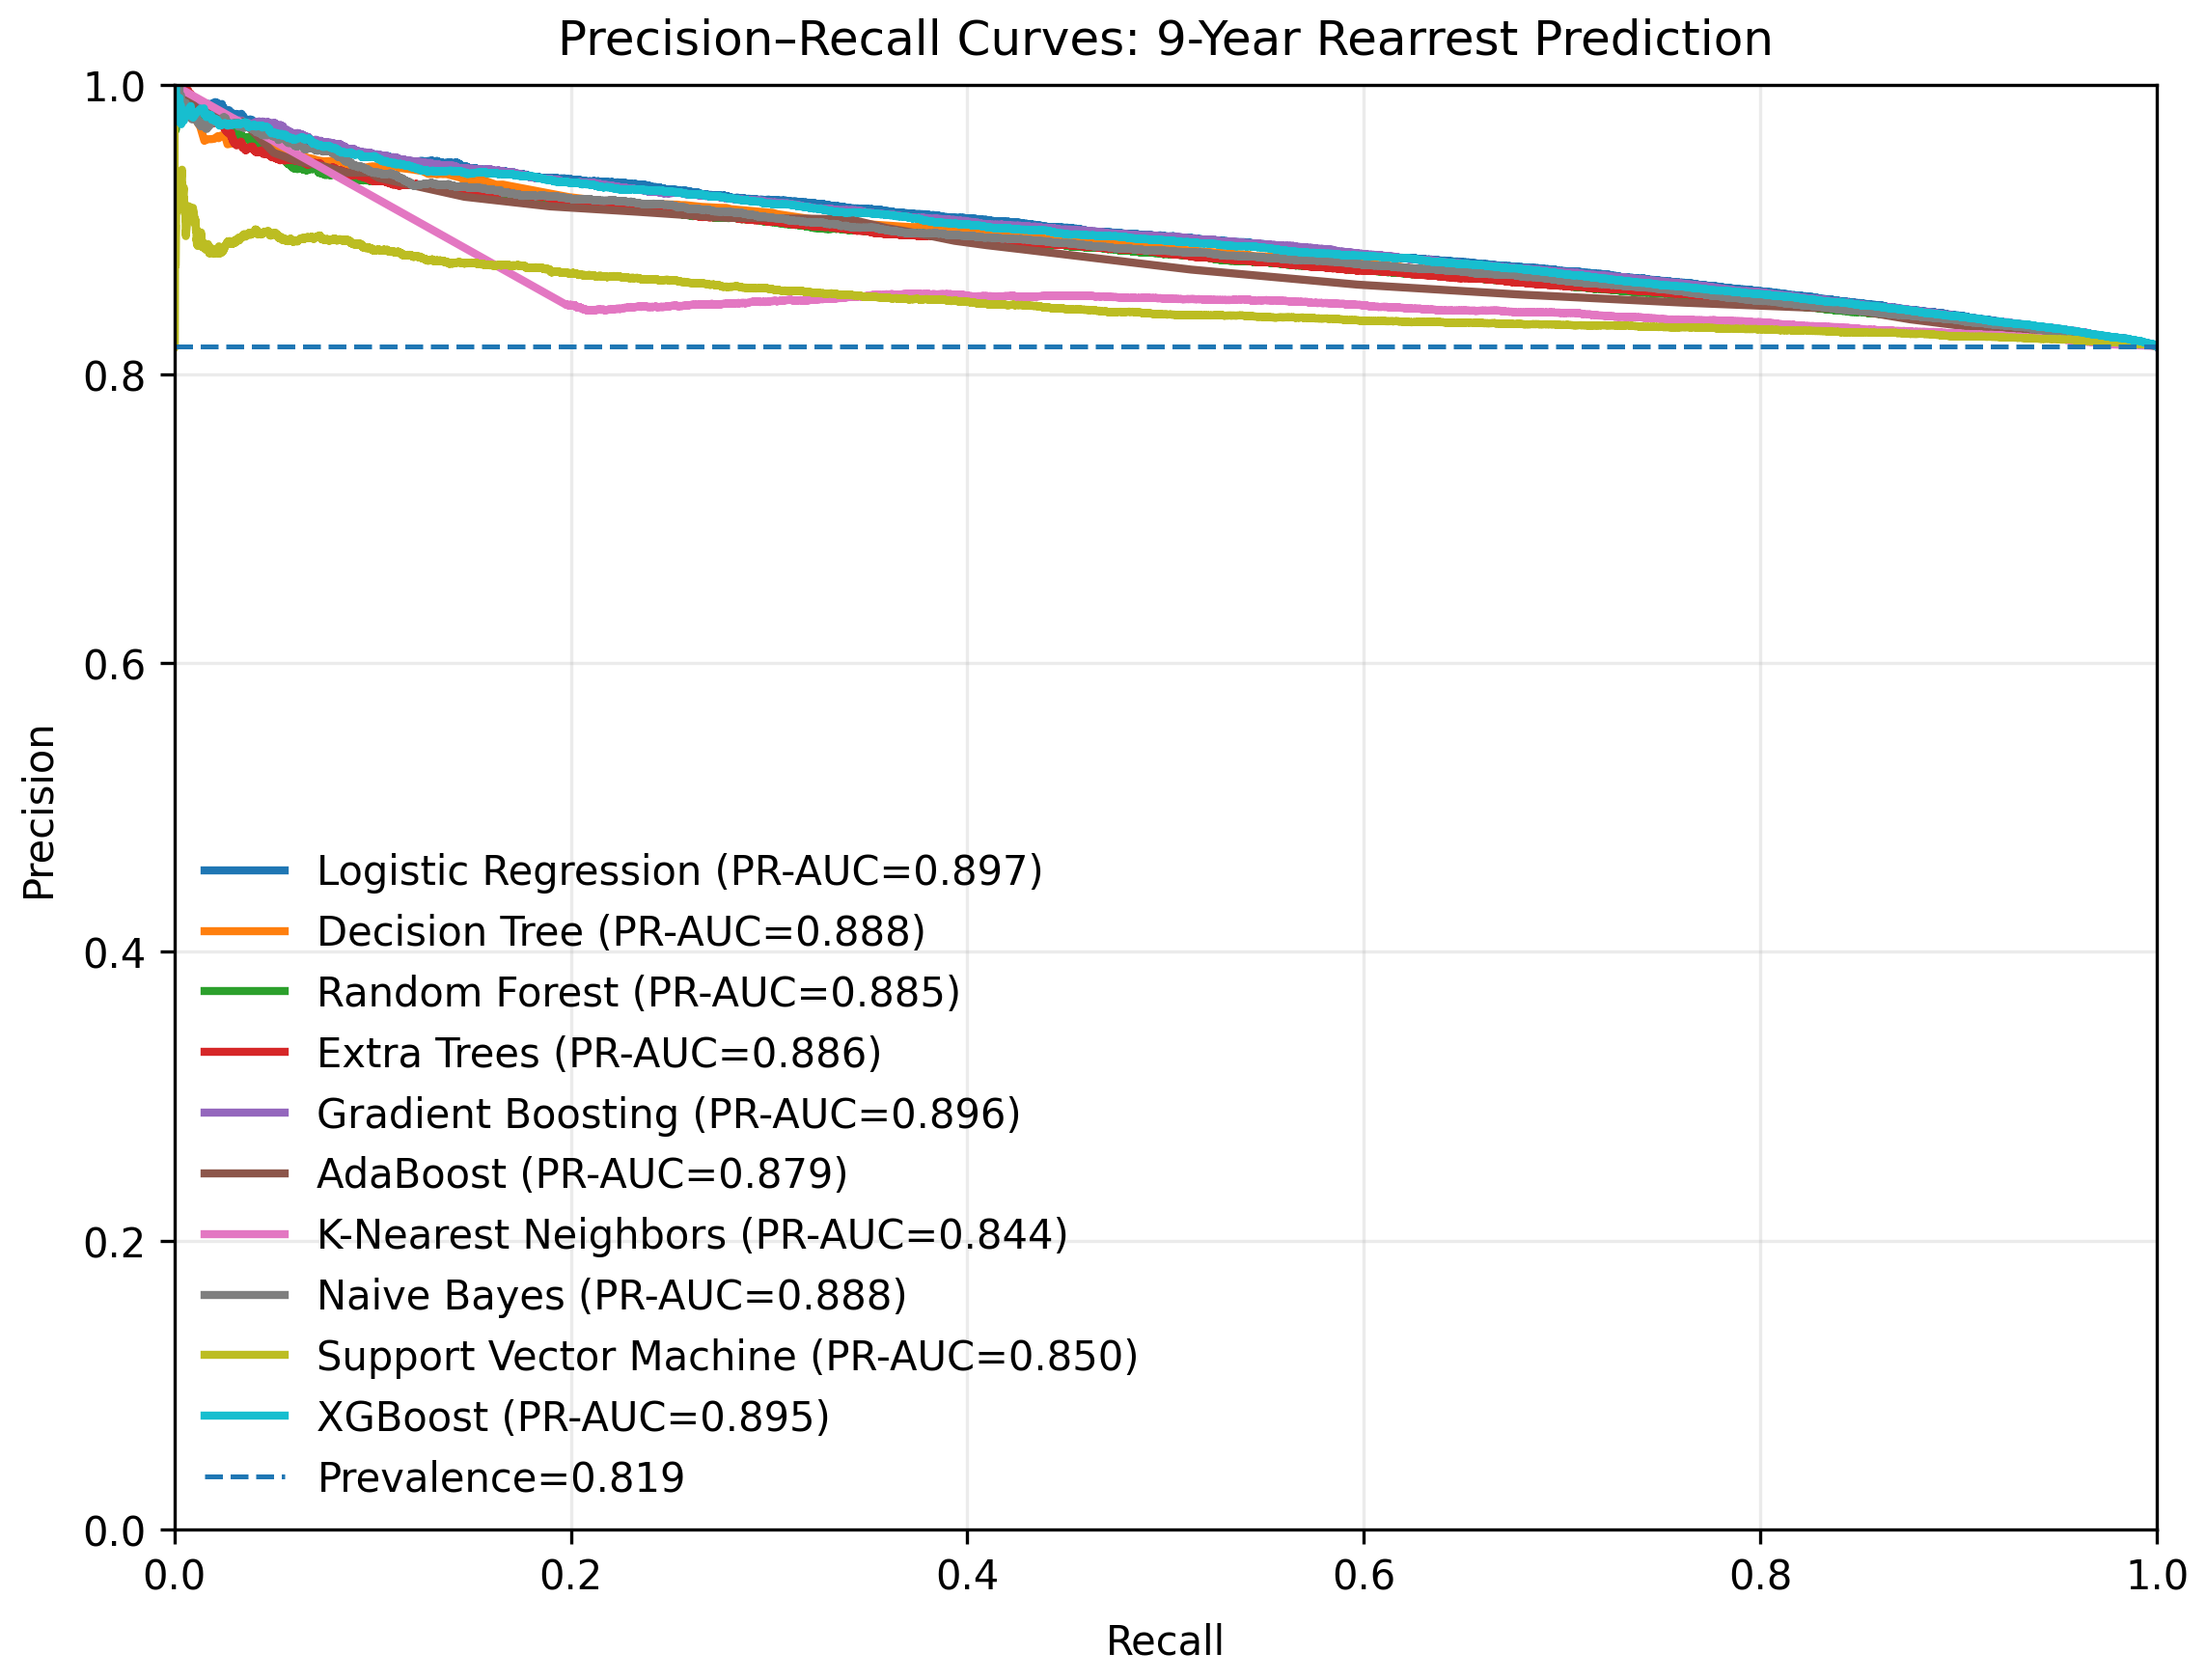 Precision–Recall Curves: 9-Year Rearrest Prediction
1.0
0.8
0.6
0.4
0.2
0.0
Precision
Logistic Regression (PR-AUC=0.897)
Decision Tree (PR-AUC=0.888)
Random Forest (PR-AUC=0.885)
Extra Trees (PR-AUC=0.886)
Gradient Boosting (PR-AUC=0.896)
AdaBoost (PR-AUC=0.879)
K-Nearest Neighbors (PR-AUC=0.844)
Naive Bayes (PR-AUC=0.888)
Support Vector Machine (PR-AUC=0.850)
XGBoost (PR-AUC=0.895)
Prevalence=0.819
0.0 0.2 0.4 0.6 0.8 1.0
Recall